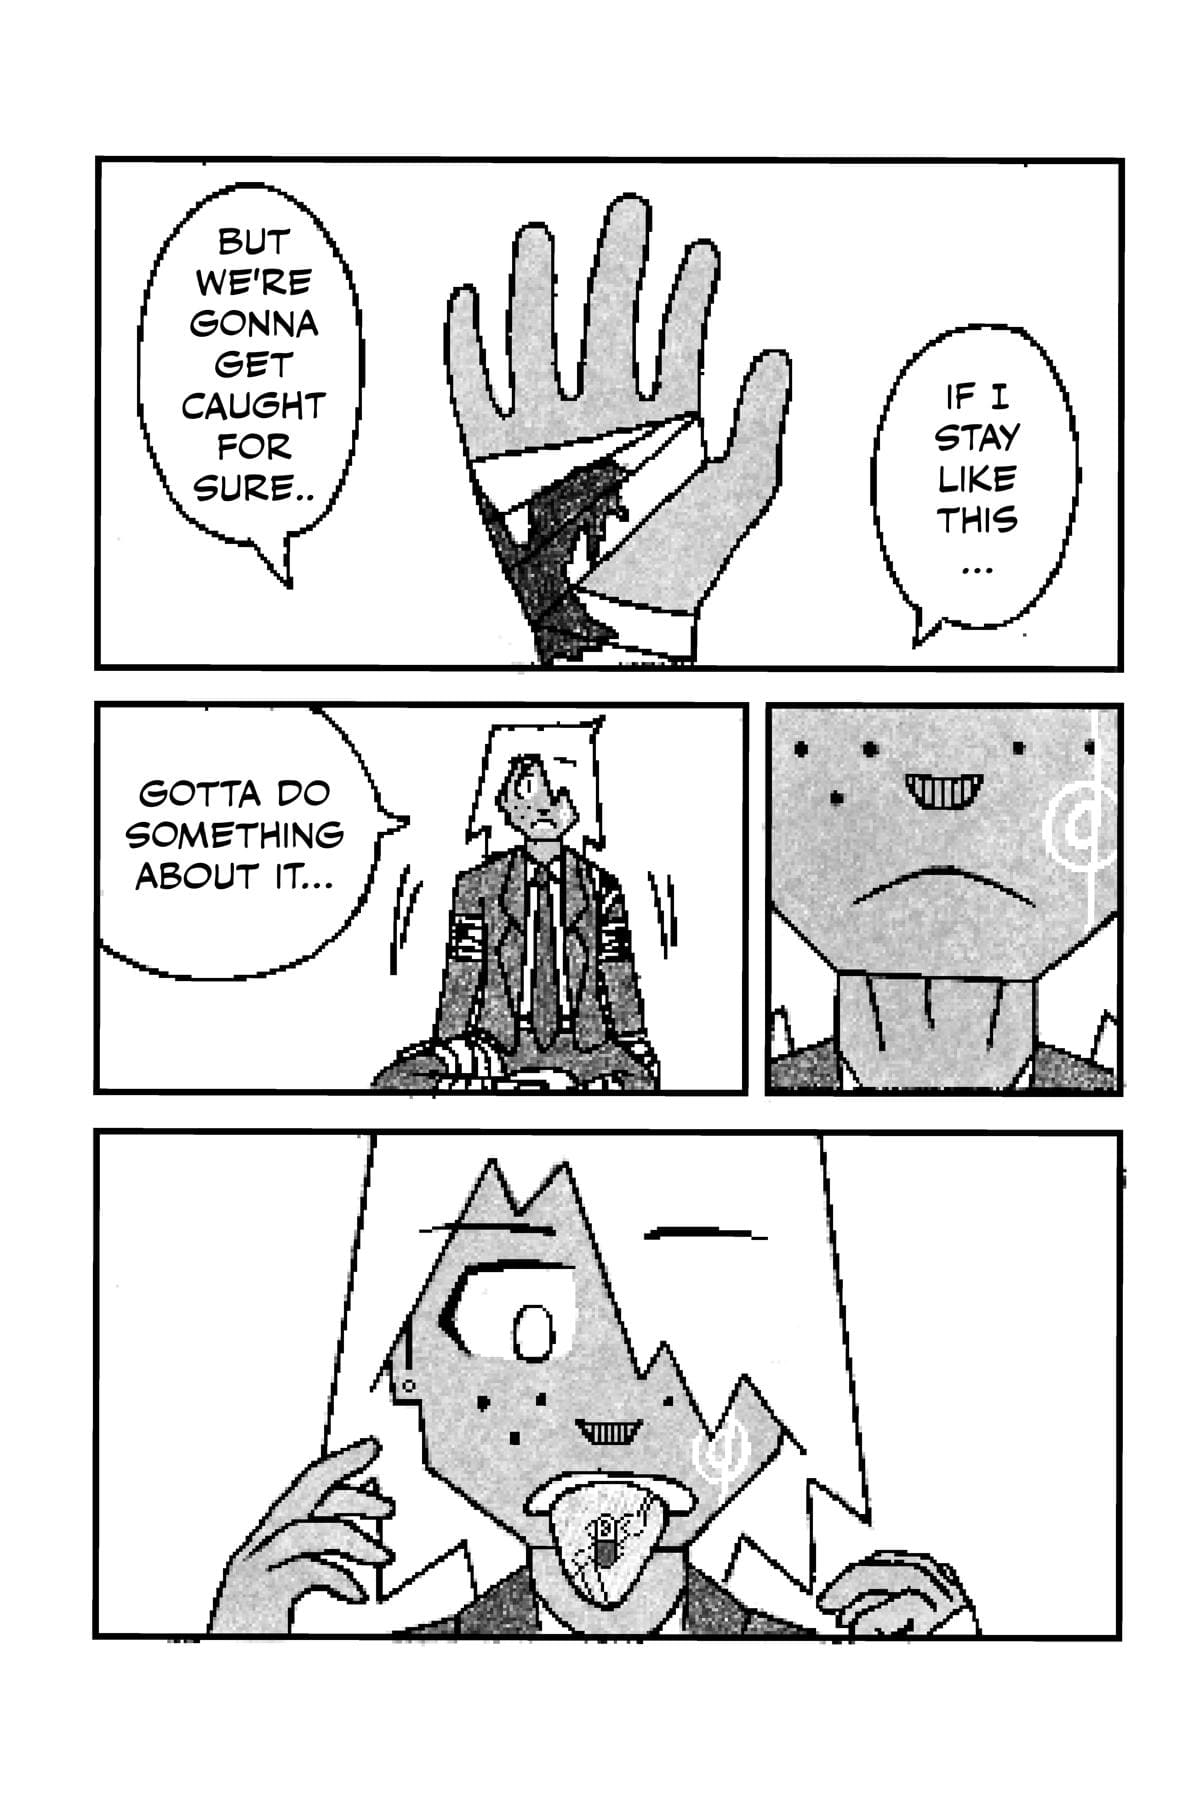 IF I
STAY
LIKE
THIS
...
BUT
WE'RE
GONNA
GET
CAUGHT
FOR
SURE..
GOTTA DO
SOMETHING
ABOUT IT...